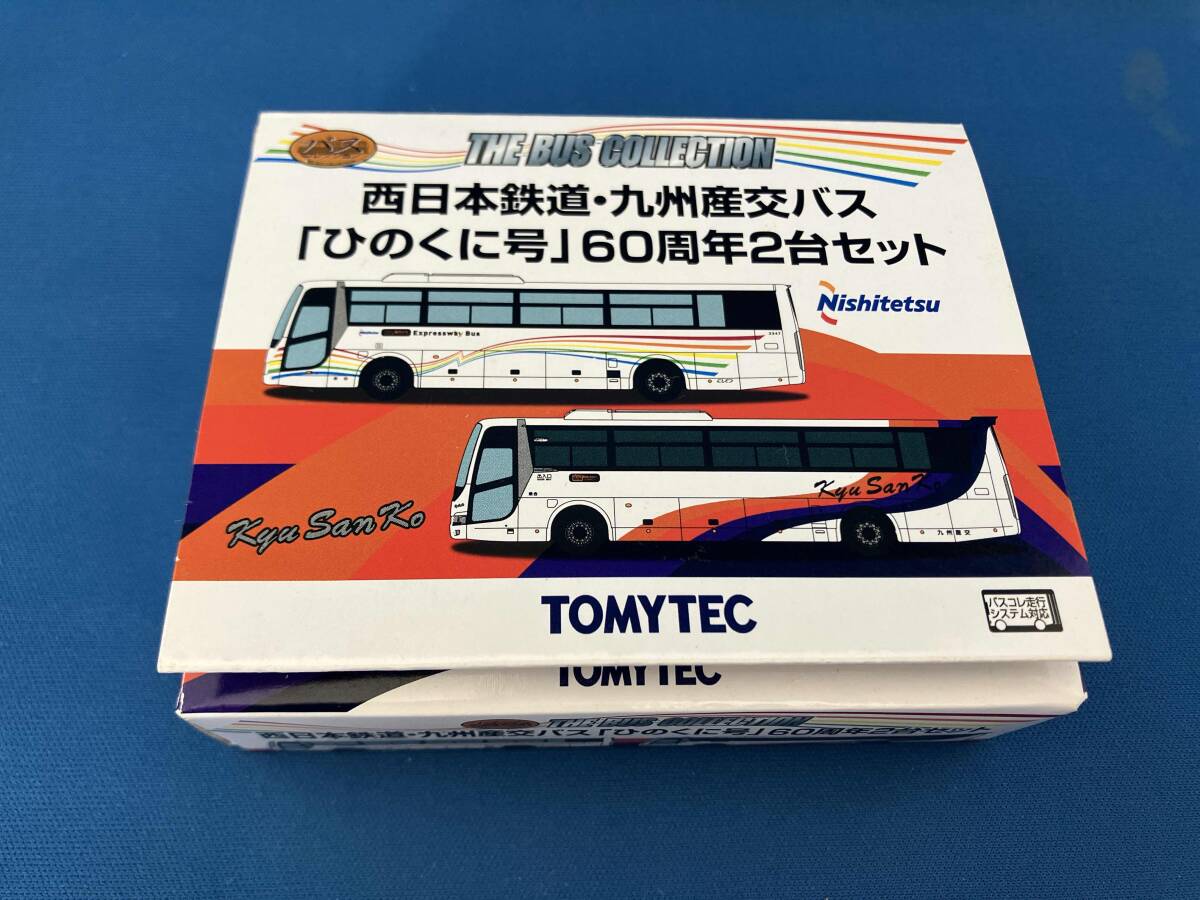 バス
THE BUS COLLECTION
西日本鉄道・九州産交バス
「ひのくに号」60周年2台セット
Nishitetsu
Expressway Bus
3347
Kyu San Ko
Kyu San Ko
九州産交
TOMYTEC
バスコレ走行
システム対応
TOMYTEC
THE BUS COLLECTION
西日本鉄道・九州産交バス「ひのくに号」60周年2台セット